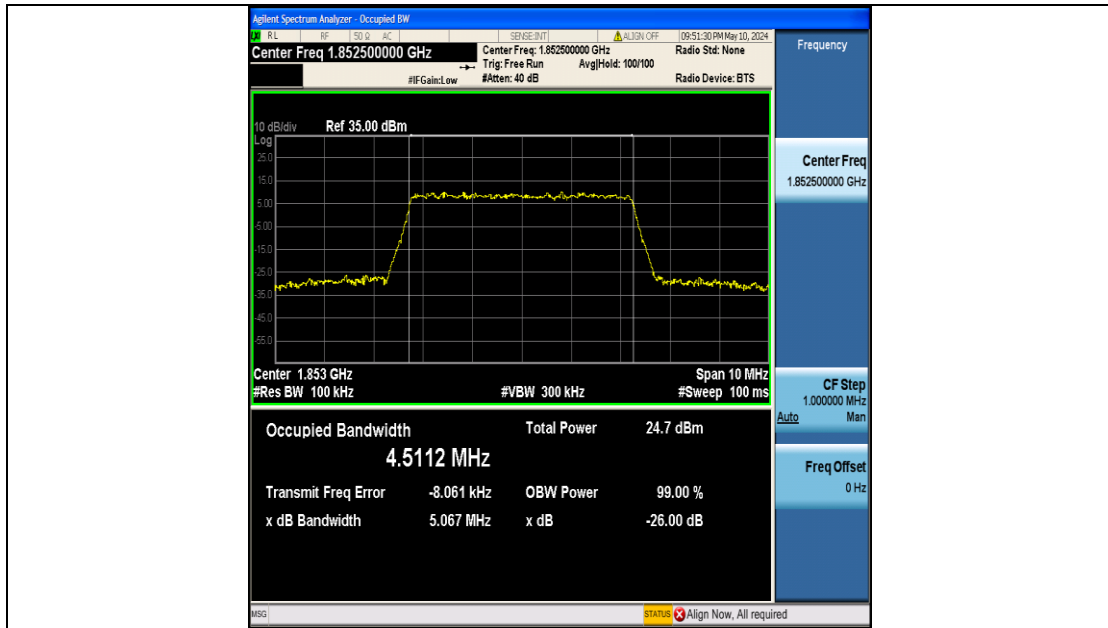 Agilent Spectrum Analyzer - Occupied BW
RL RF 50 Ω AC SENSE:INT ALIGN OFF 09:51:30 PM May 10, 2024
Center Freq 1.852500000 GHz
Center Freq: 1.852500000 GHz
Radio Std: None
Trig: Free Run Avg|Hold: 100/100
#IFGain:Low
#Atten: 40 dB
Radio Device: BTS
10 dB/div Ref 35.00 dBm
Log
25.0
15.0
5.00
-5.00
-15.0
-25.0
-35.0
-45.0
-55.0
Center 1.853 GHz Span 10 MHz
#Res BW 100 kHz #VBW 300 kHz #Sweep 100 ms
Occupied Bandwidth Total Power 24.7 dBm
4.5112 MHz
Transmit Freq Error -8.061 kHz OBW Power 99.00 %
x dB Bandwidth 5.067 MHz x dB -26.00 dB
MSG STATUS Align Now, All required
Frequency
Center Freq
1.852500000 GHz
CF Step
1.000000 MHz
Auto Man
Freq Offset
0 Hz